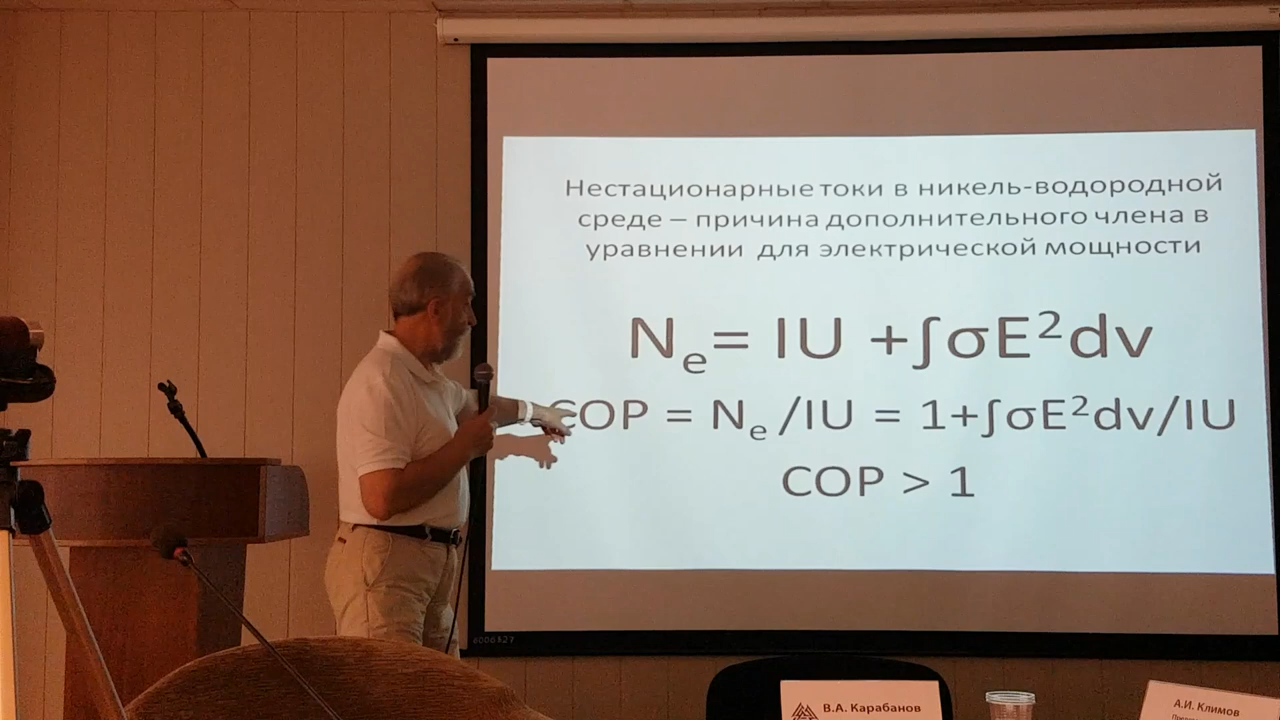 Нестационарные токи в никель-водородной
среде – причина дополнительного члена в
уравнении для электрической мощности
Nₑ= IU +∫σE²dv
COP = Nₑ/IU = 1+∫σE²dv/IU
COP > 1
6006827
В.А. Карабанов
А.И. Климов